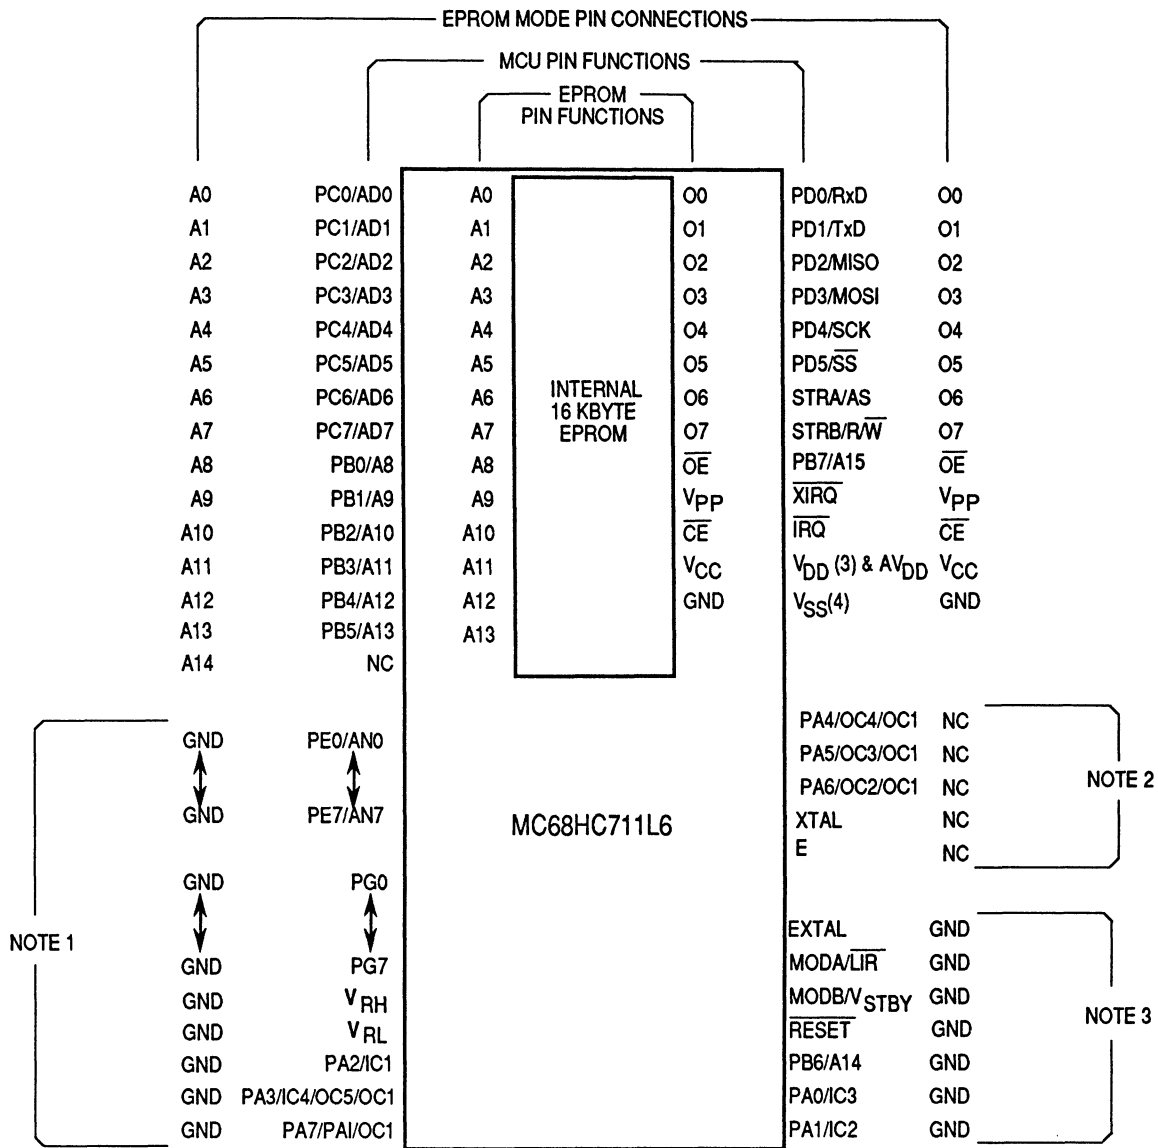 EPROM MODE PIN CONNECTIONS
MCU PIN FUNCTIONS
EPROM
PIN FUNCTIONS
A0 PC0/AD0 A0 O0 PD0/RxD O0
A1 PC1/AD1 A1 O1 PD1/TxD O1
A2 PC2/AD2 A2 O2 PD2/MISO O2
A3 PC3/AD3 A3 O3 PD3/MOSI O3
A4 PC4/AD4 A4 O4 PD4/SCK O4
A5 PC5/AD5 A5 O5 PD5/S̅S̅ O5
A6 PC6/AD6 A6 INTERNAL O6 STRA/AS O6
16 KBYTE
A7 PC7/AD7 A7 EPROM O7 STRB/R/W̅ O7
A8 PB0/A8 A8 O̅E̅ PB7/A15 O̅E̅
A9 PB1/A9 A9 VPP X̅I̅R̅Q̅ VPP
A10 PB2/A10 A10 C̅E̅ I̅R̅Q̅ C̅E̅
A11 PB3/A11 A11 VCC VDD (3) & AVDD VCC
A12 PB4/A12 A12 GND VSS(4) GND
A13 PB5/A13 A13
A14 NC
PA4/OC4/OC1 NC
GND PE0/AN0
PA5/OC3/OC1 NC
PA6/OC2/OC1 NC
NOTE 2
GND PE7/AN7
MC68HC711L6
XTAL NC
E NC
GND PG0
NOTE 1
EXTAL GND
GND PG7 MODA/L̅I̅R̅ GND
GND VRH MODB/VSTBY GND
NOTE 3
GND VRL R̅E̅S̅E̅T̅ GND
GND PA2/IC1 PB6/A14 GND
GND PA3/IC4/OC5/OC1 PA0/IC3 GND
GND PA7/PAI/OC1 PA1/IC2 GND